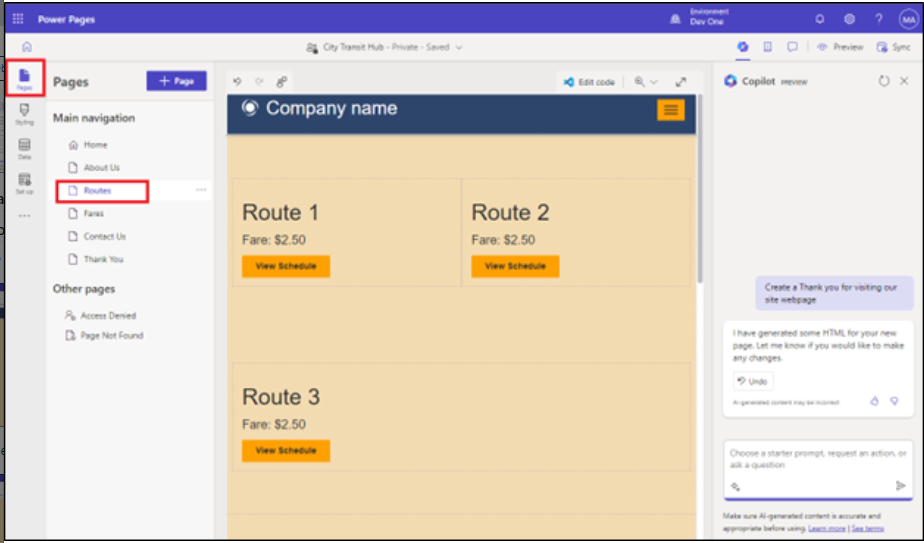 Power Pages
Environment
Dev One
MA
City Transit Hub - Private - Saved
Preview
Sync
Pages
Styling
Data
Set up
Pages
+ Page
Main navigation
Home
About Us
Routes
Fares
Contact Us
Thank You
Other pages
Access Denied
Page Not Found
Edit code
Company name
Route 1
Fare: $2.50
View Schedule
Route 2
Fare: $2.50
View Schedule
Route 3
Fare: $2.50
View Schedule
Copilot PREVIEW
Create a Thank you for visiting our
site webpage
I have generated some HTML for your new
page. Let me know if you would like to make
any changes.
Undo
AI-generated content may be incorrect
Choose a starter prompt, request an action, or
ask a question
Make sure AI-generated content is accurate and
appropriate before using. Learn more | See terms